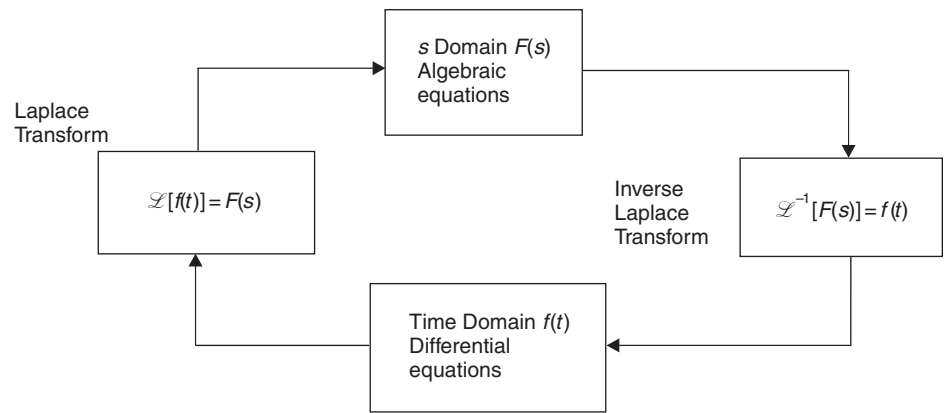 s Domain F(s)
Algebraic
equations
Laplace
Transform
ℒ[f(t)] = F(s)
Inverse
Laplace
Transform
ℒ⁻¹[F(s)] = f(t)
Time Domain f(t)
Differential
equations